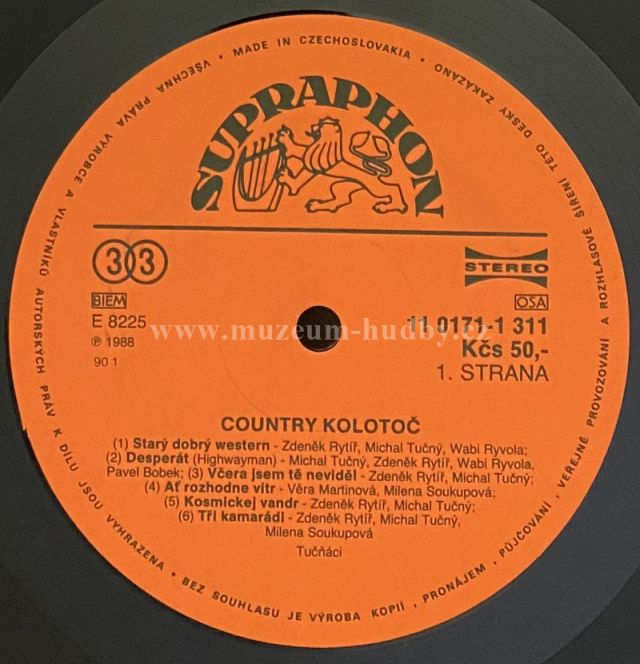 VŠECHNA PRÁVA VÝROBCE A VLASTNÍKŮ AUTORSKÝCH PRÁV K DÍLU JSOU VYHRAZENA • BEZ SOUHLASU JE VÝROBA KOPIÍ, PRONÁJEM, PŮJČOVÁNÍ, VEŘEJNÉ PROVOZOVÁNÍ A ROZHLASOVÉ ŠÍŘENÍ TÉTO DESKY ZAKÁZÁNO • MADE IN CZECHOSLOVAKIA •
SUPRAPHON
33
STEREO
BIEM
OSA
E 8225
11 0171-1 311
www.muzeum-hudby.cz
℗ 1988
Kčs 50,-
90 1
1. STRANA
COUNTRY KOLOTOČ
(1) Starý dobrý western - Zdeněk Rytíř, Michal Tučný, Wabi Ryvola;
(2) Desperát (Highwayman) - Michal Tučný, Zdeněk Rytíř, Wabi Ryvola,
Pavel Bobek; (3) Včera jsem tě neviděl - Zdeněk Rytíř, Michal Tučný;
(4) Ať rozhodne vítr - Věra Martinová, Milena Soukupová;
(5) Kosmickej vandr - Zdeněk Rytíř, Michal Tučný;
(6) Tři kamarádi - Zdeněk Rytíř, Michal Tučný,
Milena Soukupová
Tučňáci